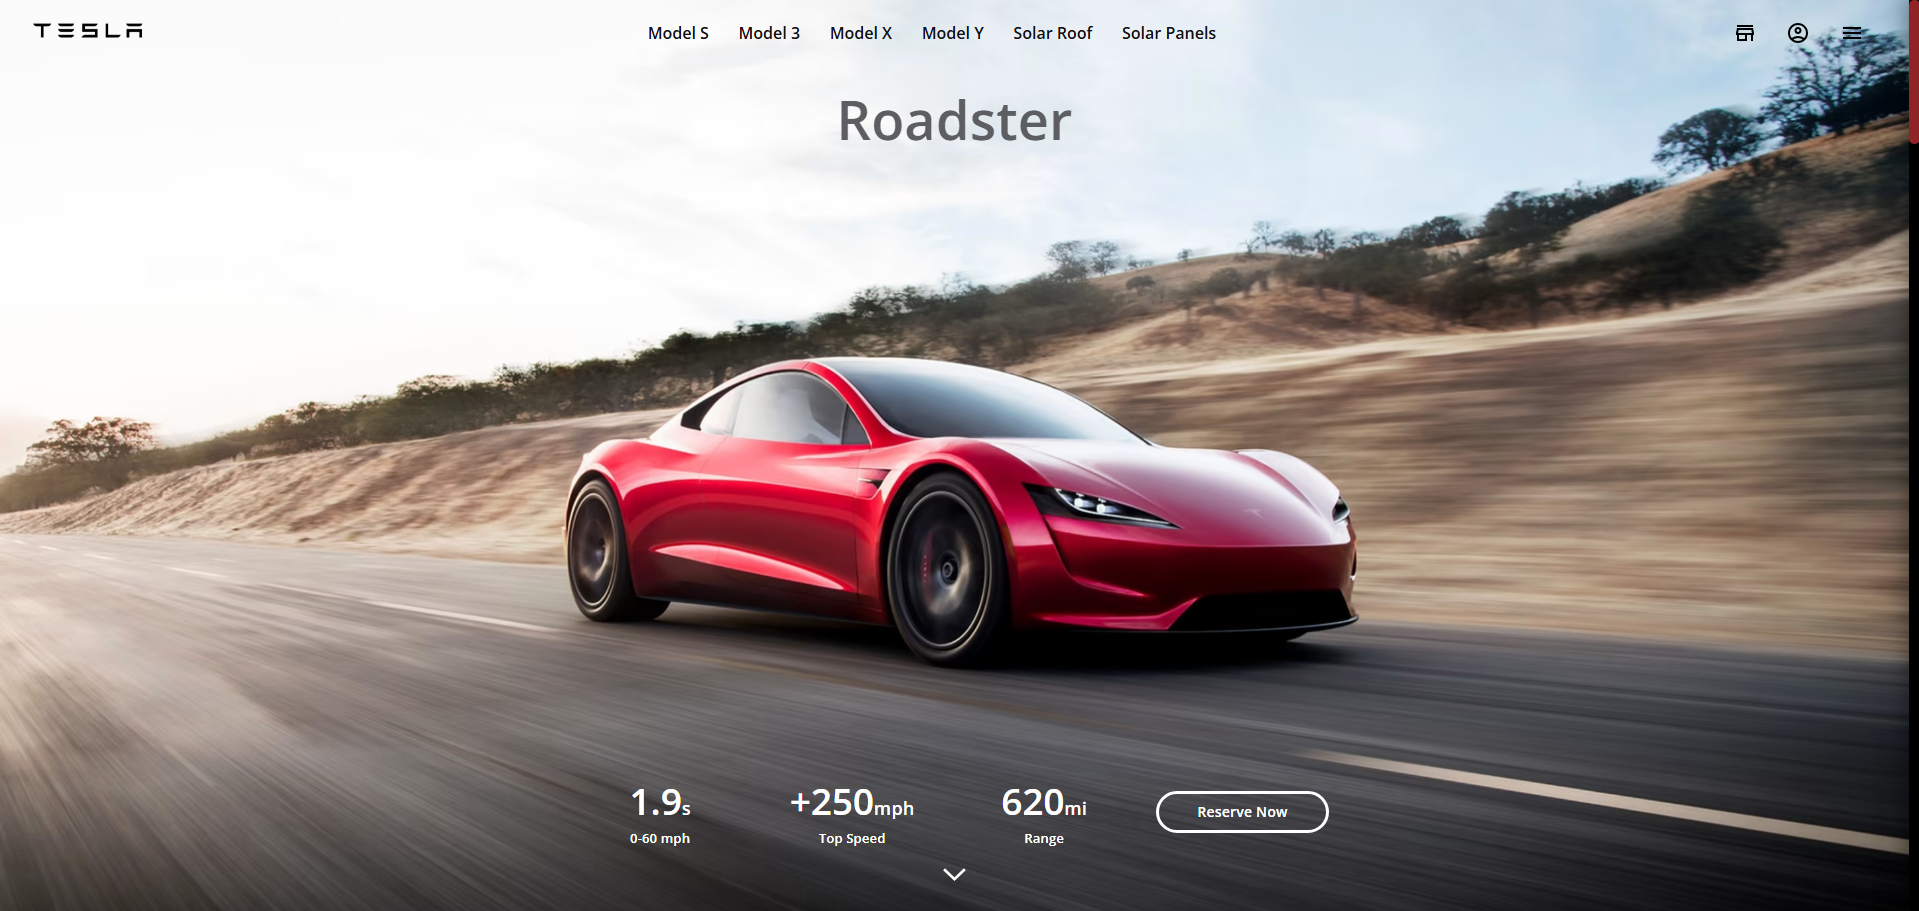 TESLA
Model S Model 3 Model X Model Y Solar Roof Solar Panels
Roadster
1.9s +250mph 620mi
0-60 mph Top Speed Range
Reserve Now